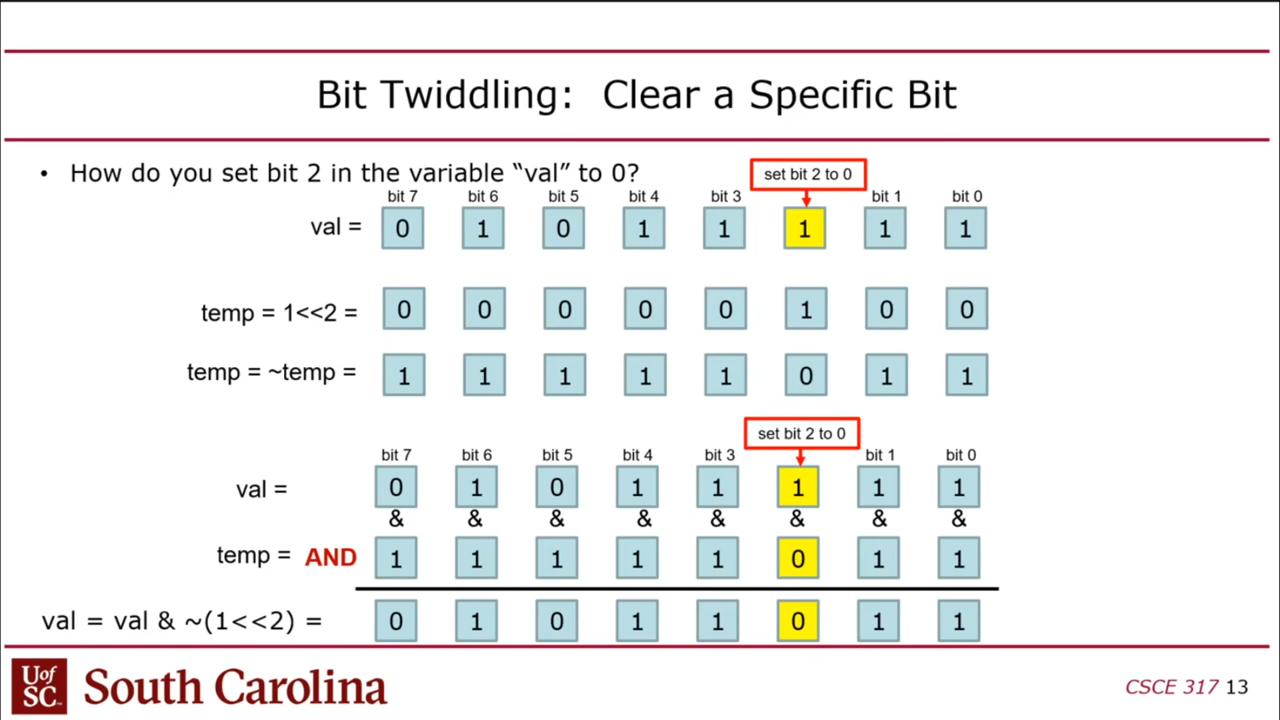 Bit Twiddling: Clear a Specific Bit
• How do you set bit 2 in the variable “val” to 0?
set bit 2 to 0
bit 7 bit 6 bit 5 bit 4 bit 3 bit 1 bit 0
val = 0 1 0 1 1 1 1 1
temp = 1<<2 = 0 0 0 0 0 1 0 0
temp = ~temp = 1 1 1 1 1 0 1 1
set bit 2 to 0
bit 7 bit 6 bit 5 bit 4 bit 3 bit 1 bit 0
val = 0 1 0 1 1 1 1 1
& & & & & & & &
temp = AND 1 1 1 1 1 0 1 1
val = val & ~(1<<2) = 0 1 0 1 1 0 1 1
UofSC South Carolina
CSCE 317 13